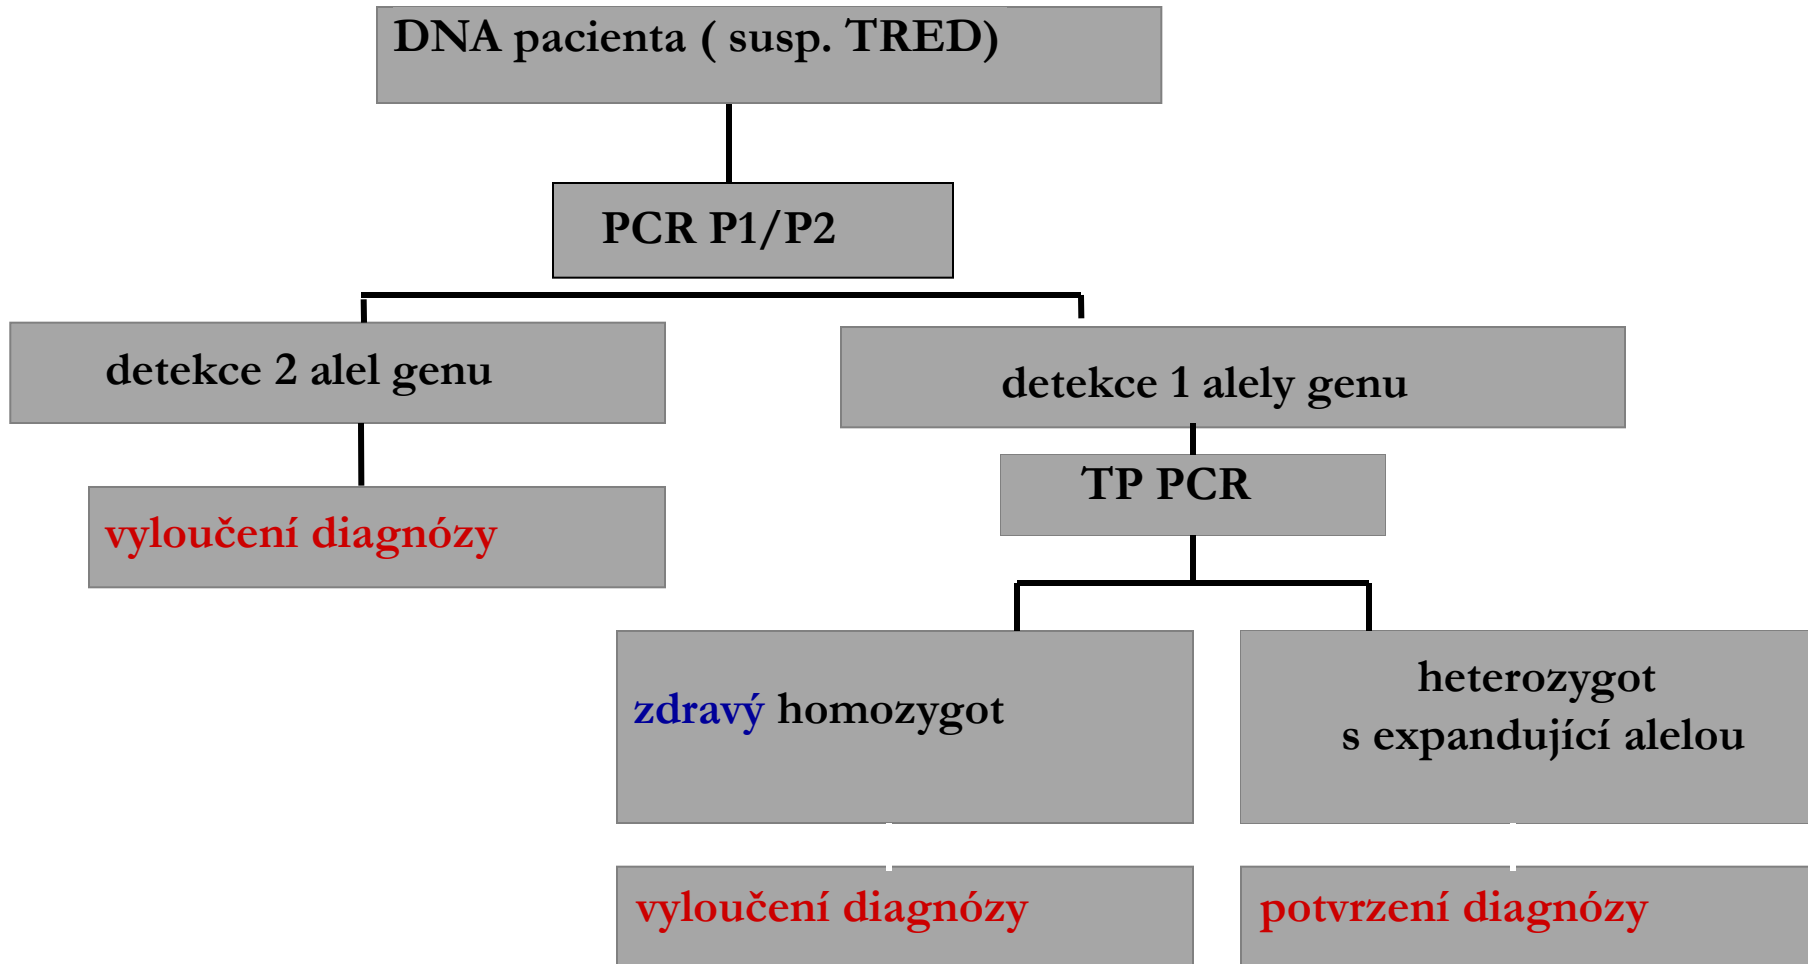 DNA pacienta ( susp. TRED)
PCR P1/P2
detekce 2 alel genu
detekce 1 alely genu
TP PCR
vyloučení diagnózy
zdravý homozygot
heterozygot
s expandující alelou
vyloučení diagnózy
potvrzení diagnózy